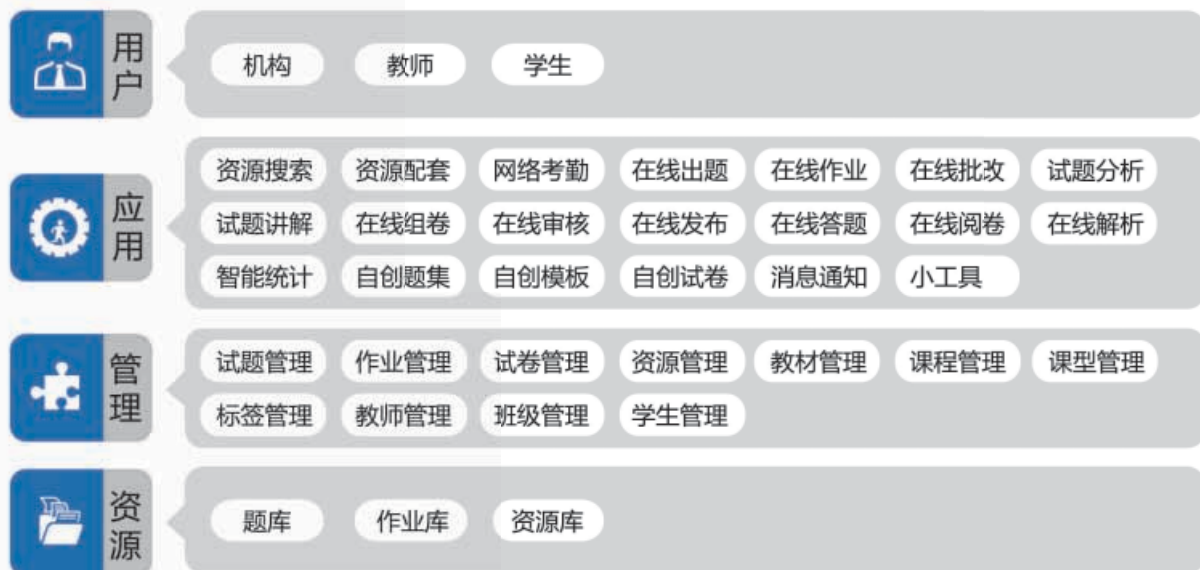 用户
机构 教师 学生
应用
资源搜索 资源配套 网络考勤 在线出题 在线作业 在线批改 试题分析
试题讲解 在线组卷 在线审核 在线发布 在线答题 在线阅卷 在线解析
智能统计 自创题集 自创模板 自创试卷 消息通知 小工具
管理
试题管理 作业管理 试卷管理 资源管理 教材管理 课程管理 课型管理
标签管理 教师管理 班级管理 学生管理
资源
题库 作业库 资源库